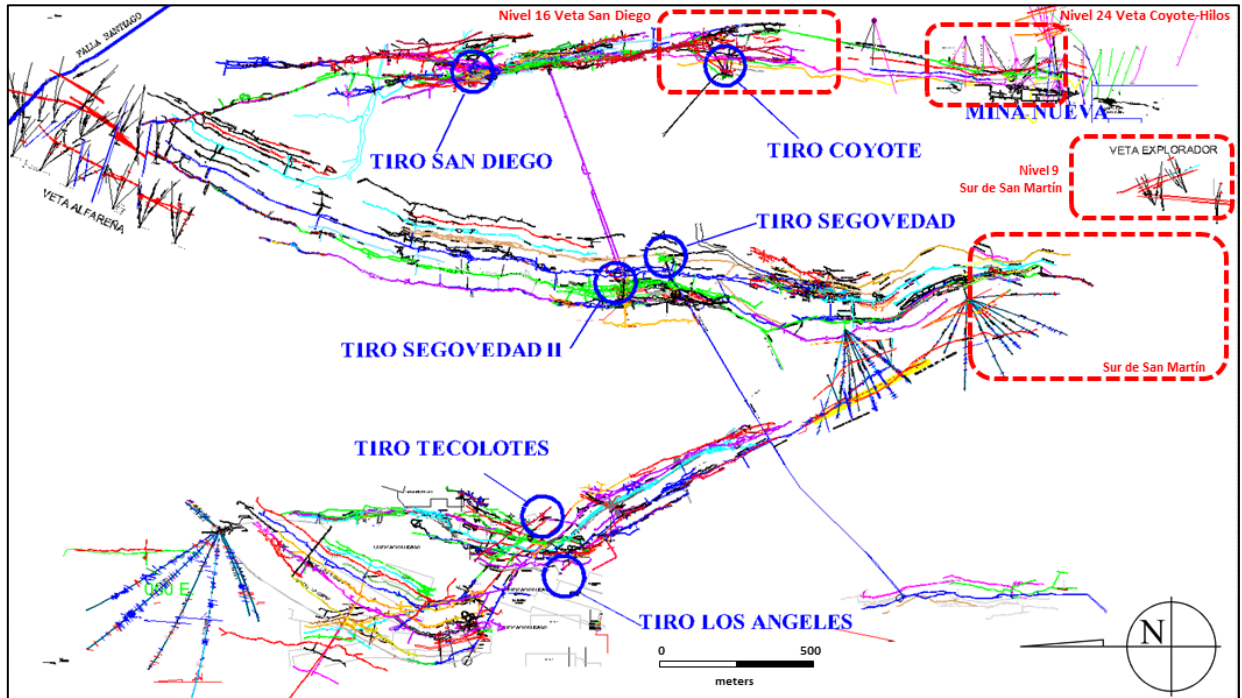 Nivel 16 Veta San Diego
Nivel 24 Veta Coyote-Hilos
FALLA SANTIAGO
MINA NUEVA
TIRO SAN DIEGO
TIRO COYOTE
VETA EXPLORADOR
Nivel 9
Sur de San Martín
VETA ALFAREÑA
TIRO SEGOVEDAD
TIRO SEGOVEDAD II
Sur de San Martín
TIRO TECOLOTES
TIRO LOS ANGELES
0 500
meters
N